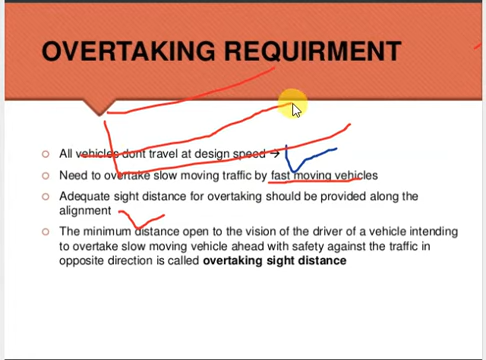 OVERTAKING REQUIRMENT
All vehicles dont travel at design speed →
Need to overtake slow moving traffic by fast moving vehicles
Adequate sight distance for overtaking should be provided along the
alignment
The minimum distance open to the vision of the driver of a vehicle intending
to overtake slow moving vehicle ahead with safety against the traffic in
opposite direction is called overtaking sight distance